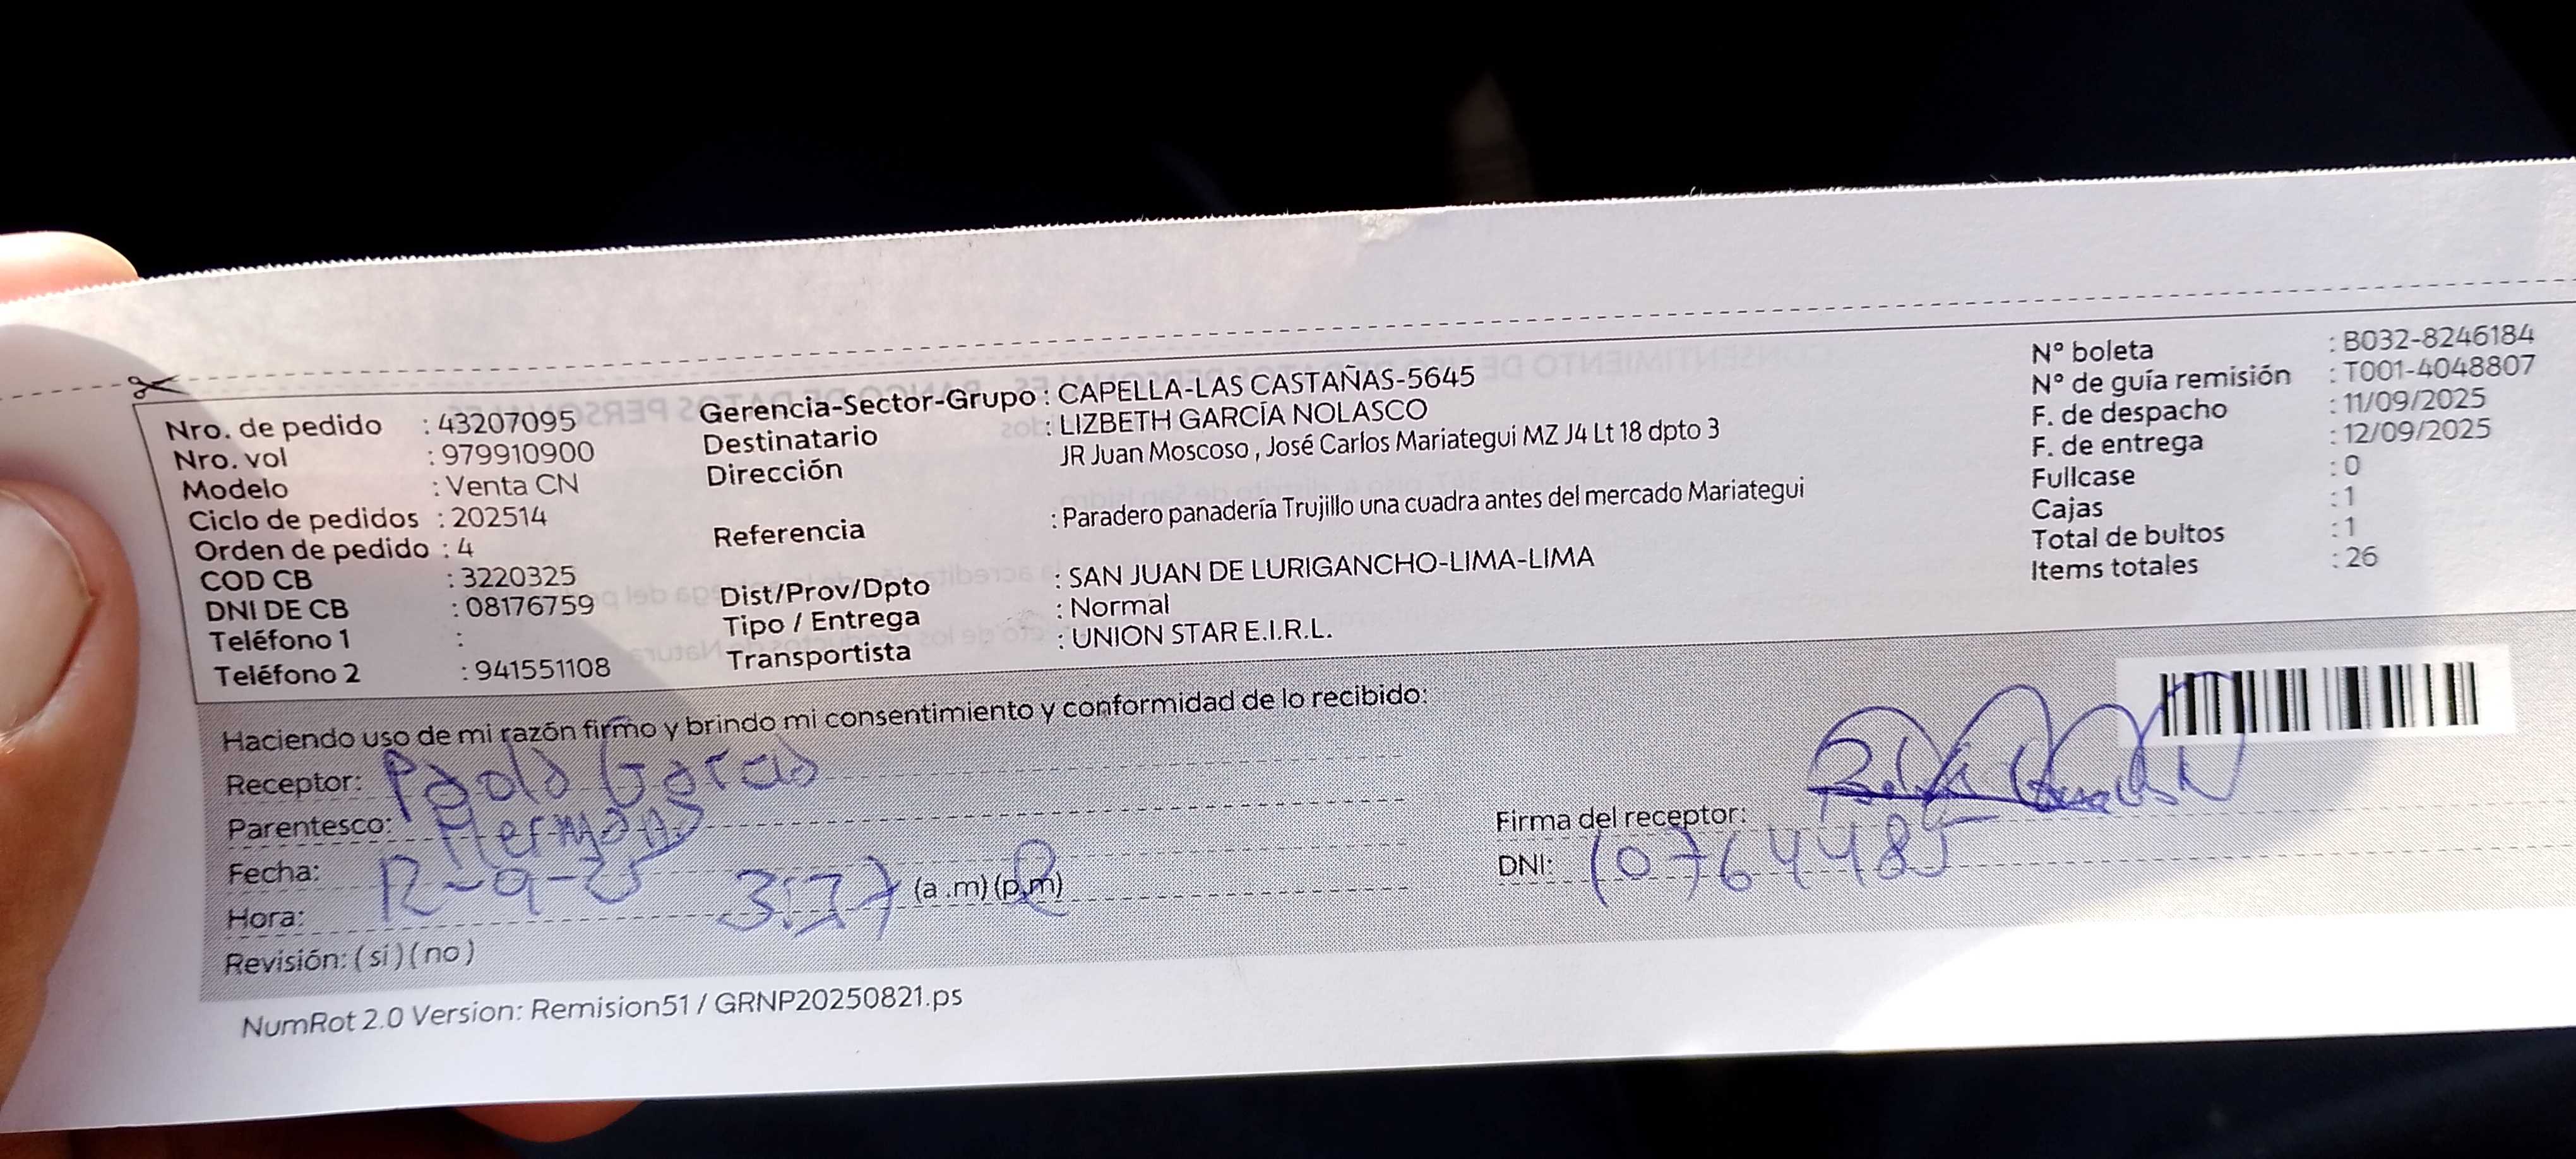 Nro. de pedido : 43207095
Nro. vol : 979910900
Modelo : Venta CN
Ciclo de pedidos : 202514
Orden de pedido : 4
COD CB : 3220325
DNI DE CB : 08176759
Teléfono 1 :
Teléfono 2 : 941551108
Gerencia-Sector-Grupo : CAPELLA-LAS CASTAÑAS-5645
Destinatario : LIZBETH GARCÍA NOLASCO
Dirección JR Juan Moscoso , José Carlos Mariategui MZ J4 Lt 18 dpto 3
Referencia : Paradero panadería Trujillo una cuadra antes del mercado Mariategui
Dist/Prov/Dpto : SAN JUAN DE LURIGANCHO-LIMA-LIMA
Tipo / Entrega : Normal
Transportista : UNION STAR E.I.R.L.
N° boleta : B032-8246184
N° de guía remisión : T001-4048807
F. de despacho : 11/09/2025
F. de entrega : 12/09/2025
Fullcase : 0
Cajas : 1
Total de bultos : 1
Items totales : 26
Haciendo uso de mi razón firmo y brindo mi consentimiento y conformidad de lo recibido:
Receptor:
Parentesco: Hermana
Fecha: 12-9-25
Hora: 3:27 (a .m) (p.m)
Revisión: ( si ) ( no )
Firma del receptor:
DNI: 10764485
NumRot 2.0 Version: Remision51 / GRNP20250821.ps